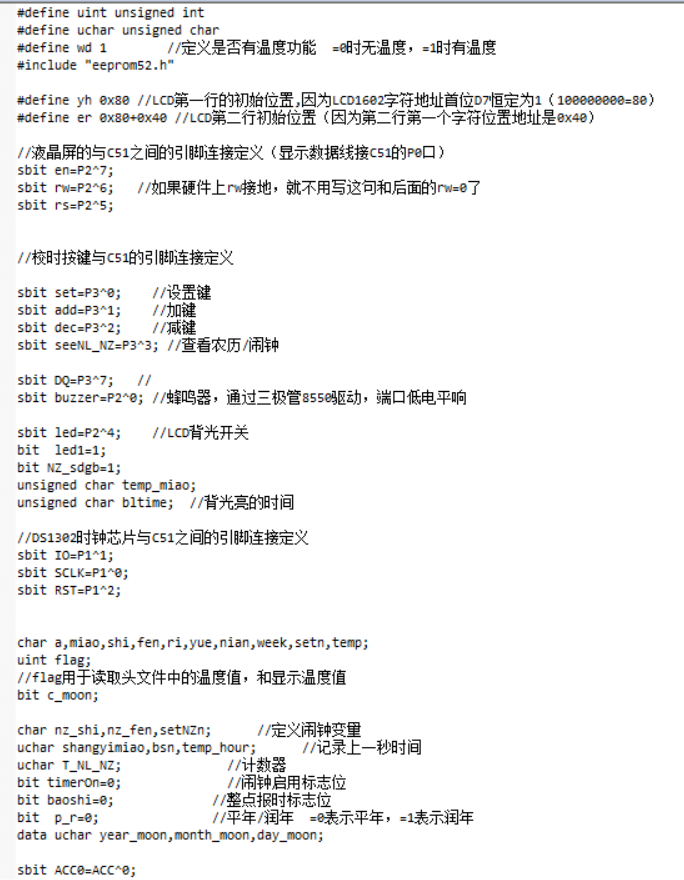 #define uint unsigned int
#define uchar unsigned char
#define wd 1       //定义是否有温度功能  =0时无温度，=1时有温度
#include "eeprom52.h"
#define yh 0x80 //LCD第一行的初始位置,因为LCD1602字符地址首位D7恒定为1（100000000=80）
#define er 0x80+0x40 //LCD第二行初始位置（因为第二行第一个字符位置地址是0x40）
//液晶屏的与C51之间的引脚连接定义（显示数据线接C51的P0口）
sbit en=P2^7;
sbit rw=P2^6;   //如果硬件上rw接地，就不用写这句和后面的rw=0了
sbit rs=P2^5;
//校时按键与C51的引脚连接定义
sbit set=P3^0;    //设置键
sbit add=P3^1;    //加键
sbit dec=P3^2;    //减键
sbit seeNL_NZ=P3^3; //查看农历/闹钟
sbit DQ=P3^7;   //
sbit buzzer=P2^0; //蜂鸣器，通过三极管8550驱动，端口低电平响
sbit led=P2^4;    //LCD背光开关
bit  led1=1;
bit NZ_sdgb=1;
unsigned char temp_miao;
unsigned char bltime;  //背光亮的时间
//DS1302时钟芯片与C51之间的引脚连接定义
sbit IO=P1^1;
sbit SCLK=P1^0;
sbit RST=P1^2;
char a,miao,shi,fen,ri,yue,nian,week,setn,temp;
uint flag;
//flag用于读取头文件中的温度值，和显示温度值
bit c_moon;
char nz_shi,nz_fen,setNZn;      //定义闹钟变量
uchar shangyimiao,bsn,temp_hour;      //记录上一秒时间
uchar T_NL_NZ;              //计数器
bit timerOn=0;              //闹钟启用标志位
bit baoshi=0;             //整点报时标志位
bit  p_r=0;               //平年/润年  =0表示平年，=1表示润年
data uchar year_moon,month_moon,day_moon;
sbit ACC0=ACC^0;